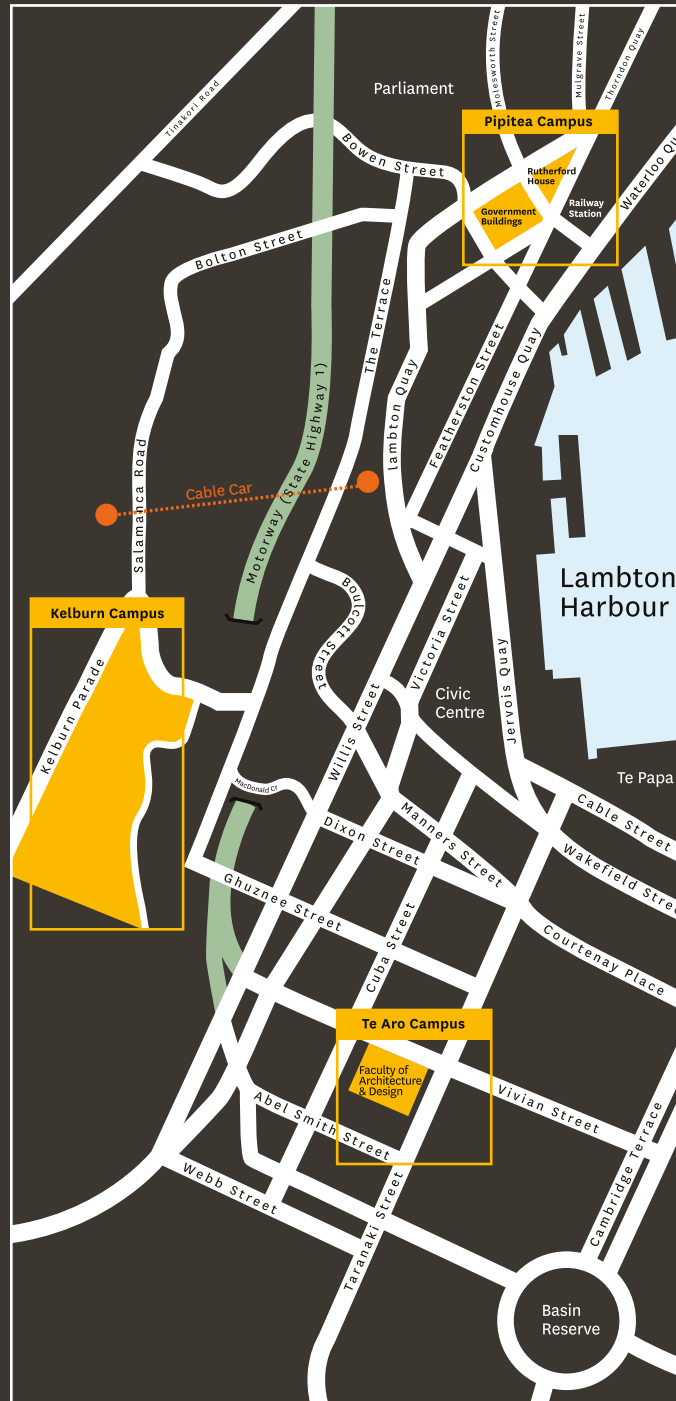 Molesworth Street
Mulgrave Street
Thorndon Quay
Tinakori Road
Parliament
Pipitea Campus
Bowen Street
Rutherford
House
Waterloo Qu
Railway
Station
Government
Buildings
Bolton Street
The Terrace
lambton Quay
Featherston Street
Customhouse Quay
Motorway (State Highway 1)
Salamanca Road
Cable Car
Lambton
Harbour
Kelburn Campus
Boulcott Street
Victoria Street
Jervois Quay
Kelburn Parade
Civic
Centre
Willis Street
Te Papa
MacDonald Cr
Cable Street
Manners Street
Dixon Street
Wakefield Stree
Ghuznee Street
Cuba Street
Courtenay Place
Te Aro Campus
Faculty of
Architecture
& Design
Vivian Street
Abel Smith Street
Cambridge Terrace
Webb Street
Taranaki Street
Basin
Reserve